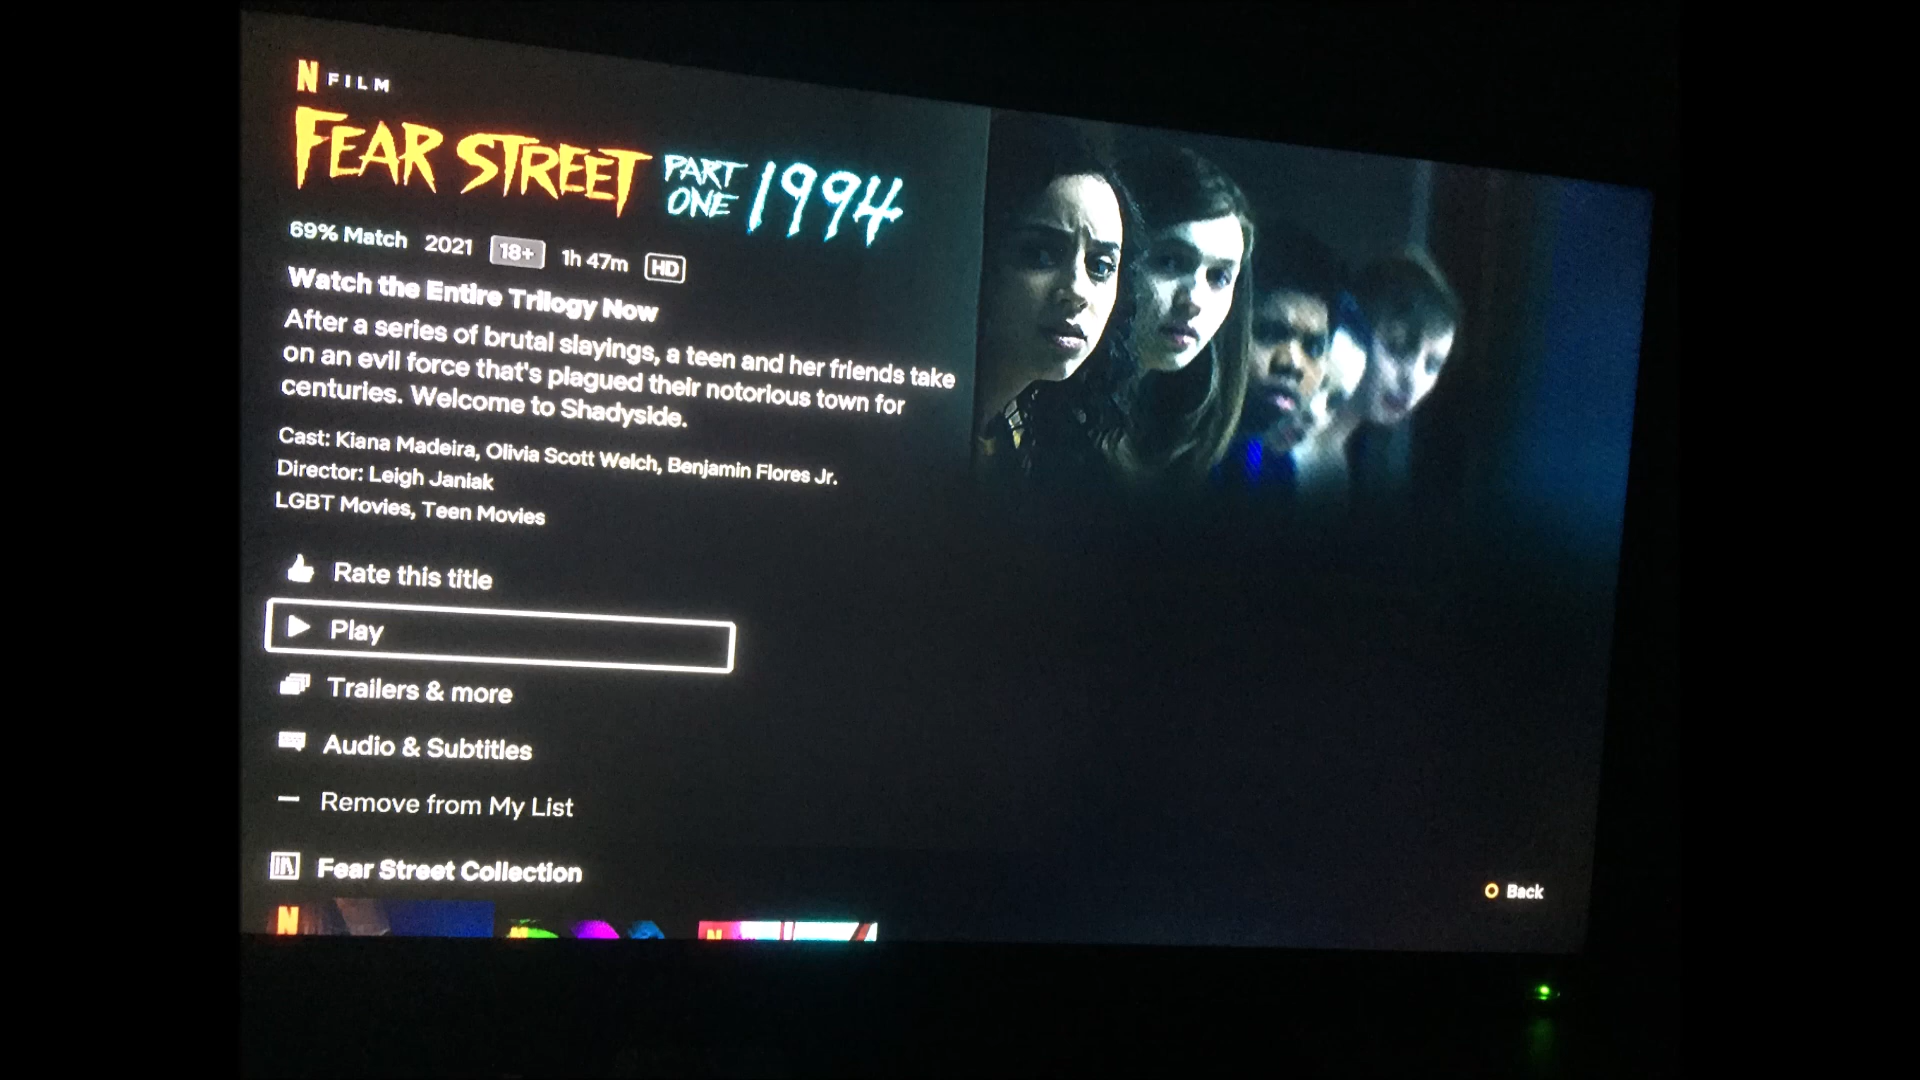 N FILM
FEAR STREET PART ONE 1994
69% Match 2021 18+ 1h 47m HD
Watch the Entire Trilogy Now
After a series of brutal slayings, a teen and her friends take
on an evil force that's plagued their notorious town for
centuries. Welcome to Shadyside.
Cast: Kiana Madeira, Olivia Scott Welch, Benjamin Flores Jr.
Director: Leigh Janiak
LGBT Movies, Teen Movies
Rate this title
Play
Trailers & more
Audio & Subtitles
Remove from My List
Fear Street Collection
Back
N
N